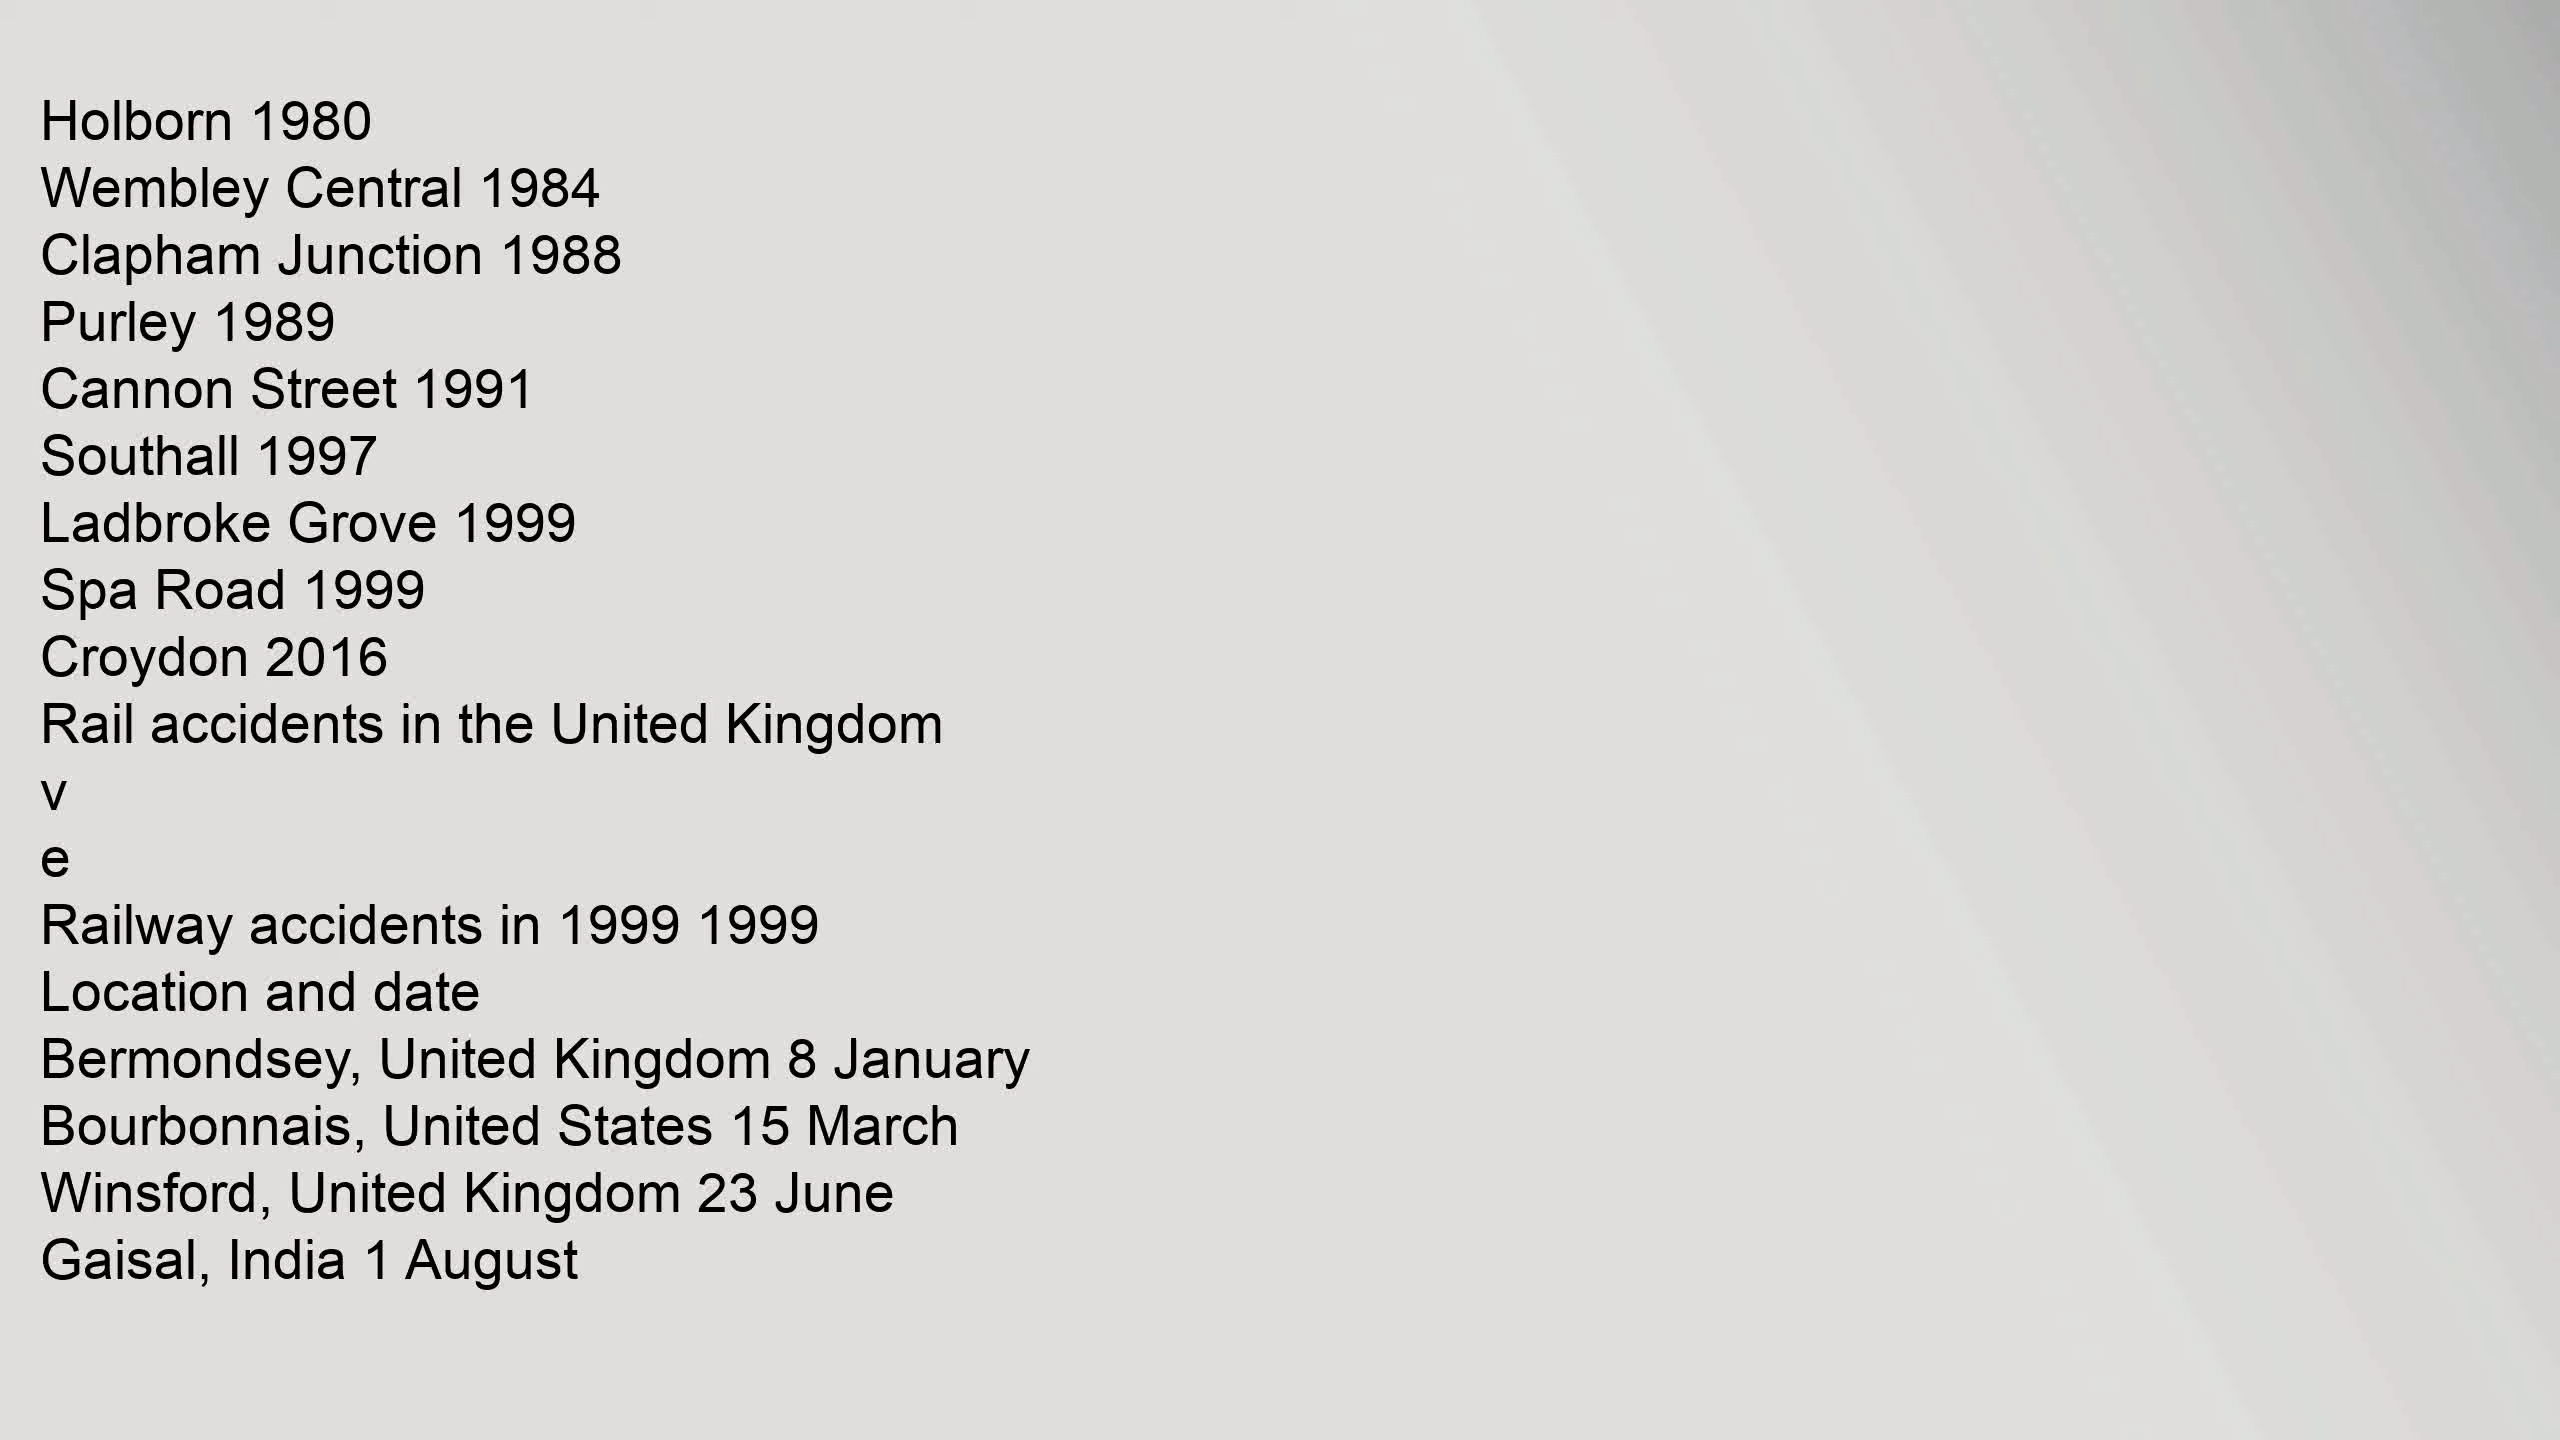 Holborn 1980
Wembley Central 1984
Clapham Junction 1988
Purley 1989
Cannon Street 1991
Southall 1997
Ladbroke Grove 1999
Spa Road 1999
Croydon 2016
Rail accidents in the United Kingdom
v
e
Railway accidents in 1999 1999
Location and date
Bermondsey, United Kingdom 8 January
Bourbonnais, United States 15 March
Winsford, United Kingdom 23 June
Gaisal, India 1 August